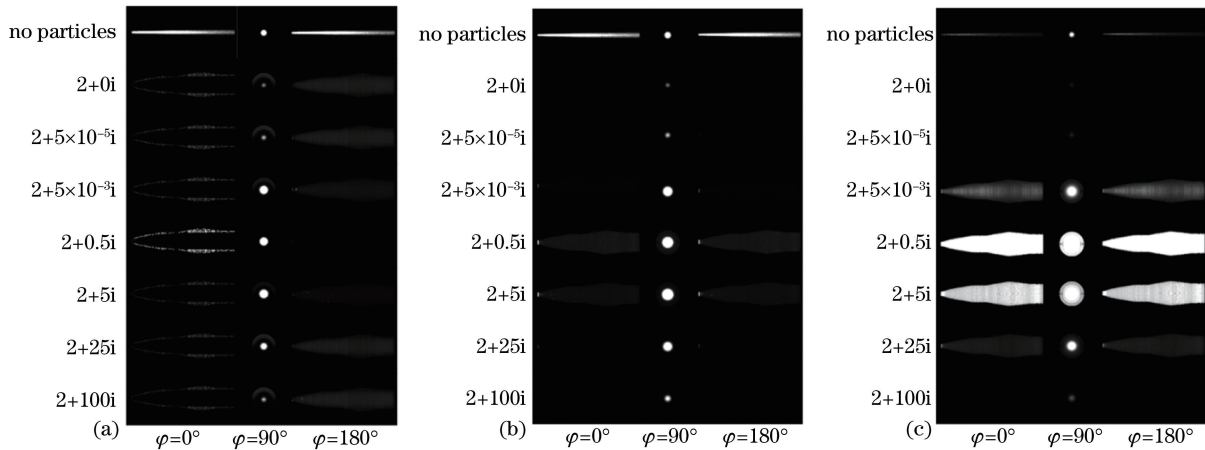 no particles
2+0i
2+5×10⁻⁵i
2+5×10⁻³i
2+0.5i
2+5i
2+25i
2+100i
(a)
φ=0°
φ=90°
φ=180°
no particles
2+0i
2+5×10⁻⁵i
2+5×10⁻³i
2+0.5i
2+5i
2+25i
2+100i
(b)
φ=0°
φ=90°
φ=180°
no particles
2+0i
2+5×10⁻⁵i
2+5×10⁻³i
2+0.5i
2+5i
2+25i
2+100i
(c)
φ=0°
φ=90°
φ=180°